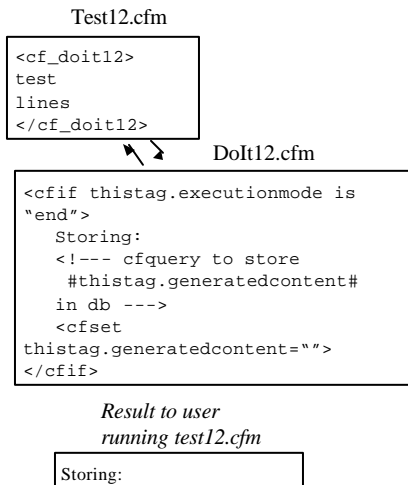 Test12.cfm
<cf_doit12>
test
lines
</cf_doit12>
DoIt12.cfm
<cfif thistag.executionmode is
“end”>
Storing:
<!--- cfquery to store
#thistag.generatedcontent#
in db --->
<cfset
thistag.generatedcontent=“”>
</cfif>
Result to user
running test12.cfm
Storing: